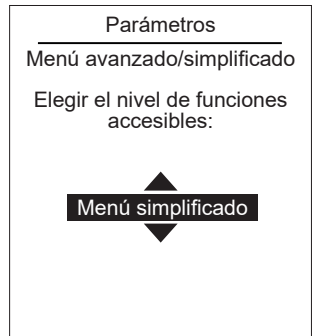 Parámetros
Menú avanzado/simplificado
Elegir el nivel de funciones
accesibles:
Menú simplificado